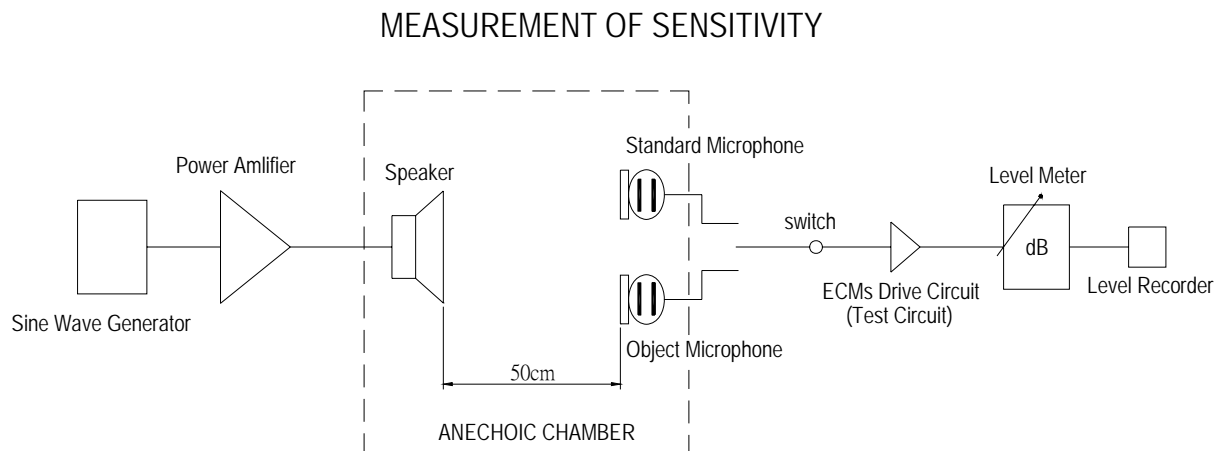 MEASUREMENT OF SENSITIVITY
Standard Microphone
Power Amlifier
Speaker
Level Meter
switch
dB
ECMs Drive Circuit
(Test Circuit)
Level Recorder
Sine Wave Generator
Object Microphone
50cm
ANECHOIC CHAMBER